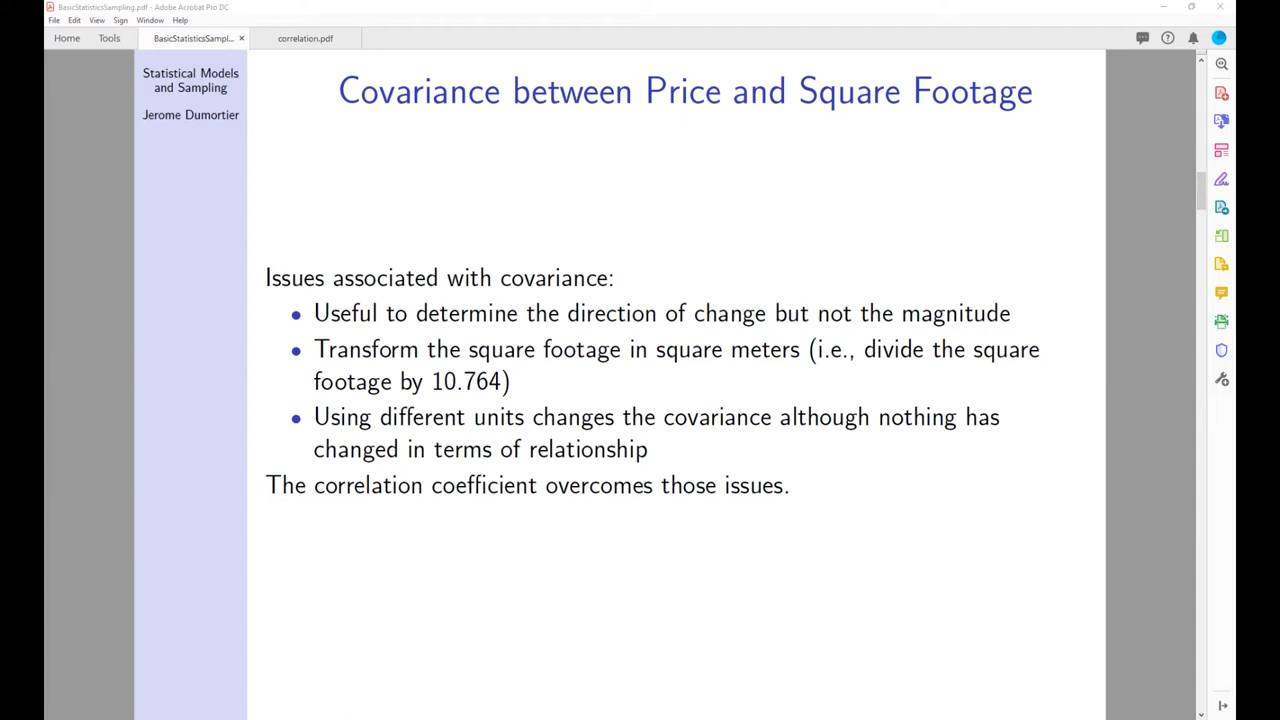 BasicStatisticsSampling.pdf - Adobe Acrobat Pro DC
File Edit View Sign Window Help
Home Tools BasicStatisticsSampl... × correlation.pdf
Statistical Models
and Sampling
Jerome Dumortier
Covariance between Price and Square Footage
Issues associated with covariance:
• Useful to determine the direction of change but not the magnitude
• Transform the square footage in square meters (i.e., divide the square
footage by 10.764)
• Using different units changes the covariance although nothing has
changed in terms of relationship
The correlation coefficient overcomes those issues.